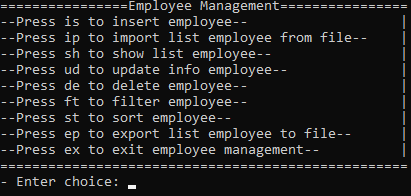 ================Employee Management================
--Press is to insert employee-- |
--Press ip to import list employee from file-- |
--Press sh to show list employee-- |
--Press ud to update info employee-- |
--Press de to delete employee-- |
--Press ft to filter employee-- |
--Press st to sort employee-- |
--Press ep to export list employee to file-- |
--Press ex to exit employee management-- |
===================================================
- Enter choice: _